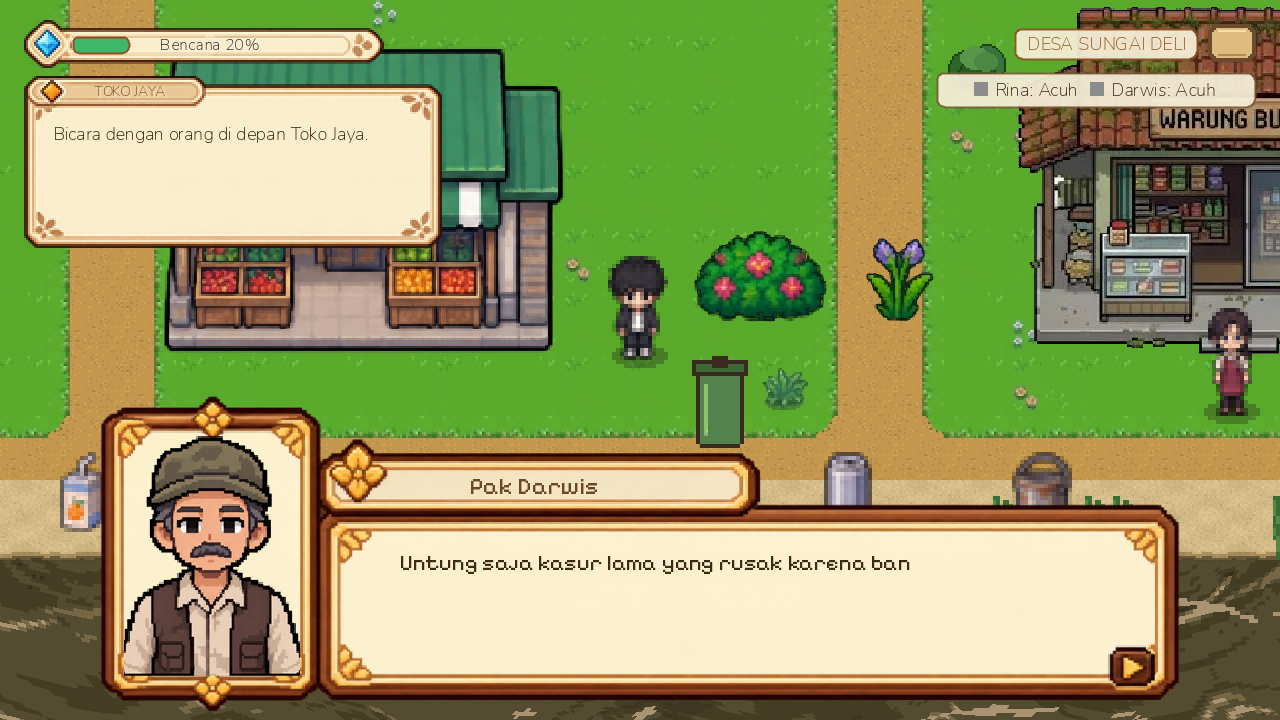 Bencana 20%
DESA SUNGAI DELI
TOKO JAYA
Rina: Acuh
Darwis: Acuh
Bicara dengan orang di depan Toko Jaya.
WARUNG BU
Pak Darwis
Untung saja kasur lama yang rusak karena ban